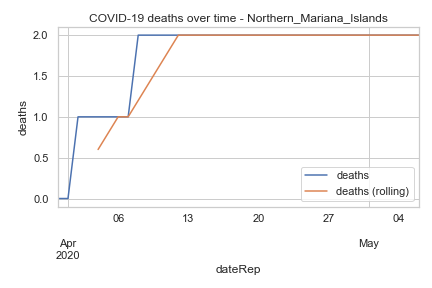 COVID-19 deaths over time - Northern_Mariana_Islands
deaths
2.0
1.5
1.0
0.5
0.0
deaths
deaths (rolling)
06
13
20
27
04
Apr
2020
May
dateRep